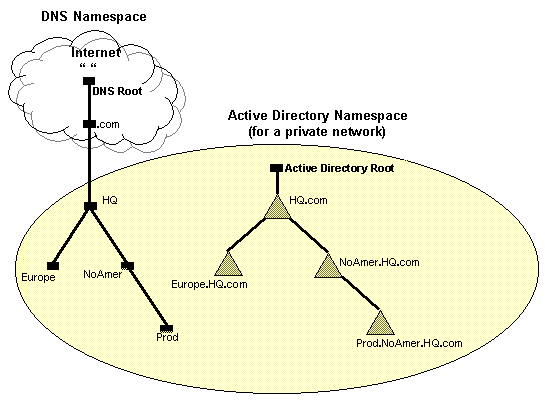 DNS Namespace
Internet
“ “
DNS Root
.com
Active Directory Namespace
(for a private network)
Active Directory Root
HQ
HQ.com
Europe
NoAmer
Europe.HQ.com
NoAmer.HQ.com
Prod
Prod.NoAmer.HQ.com